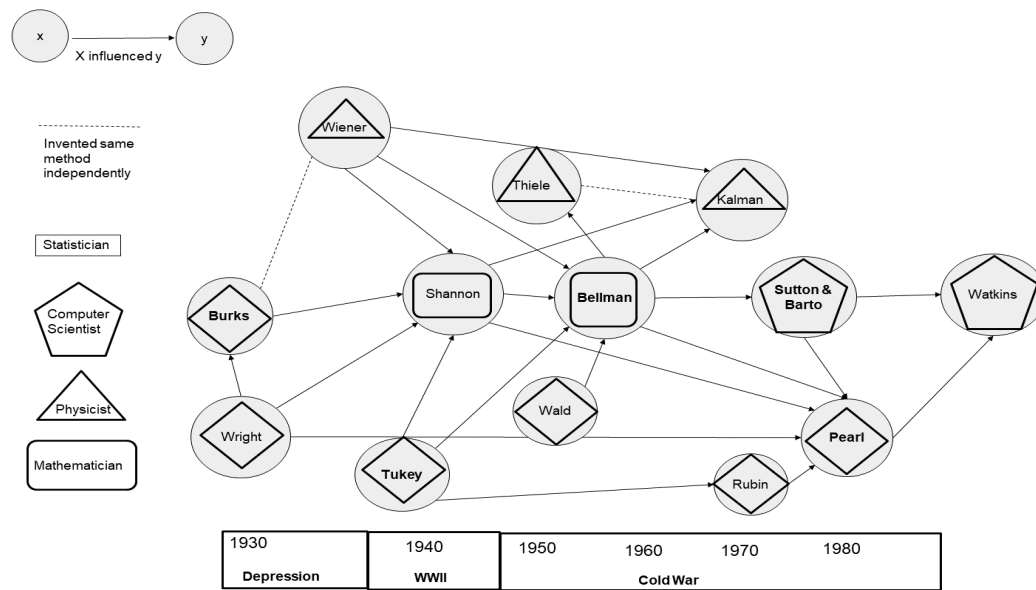 x
y
X influenced y
Invented same
method
independently
Statistician
Computer
Scientist
Physicist
Mathematician
Wiener
Thiele
Kalman
Burks
Shannon
Bellman
Sutton &
Barto
Watkins
Wright
Tukey
Wald
Rubin
Pearl
1930
1940
1950
1960
1970
1980
Depression
WWII
Cold War